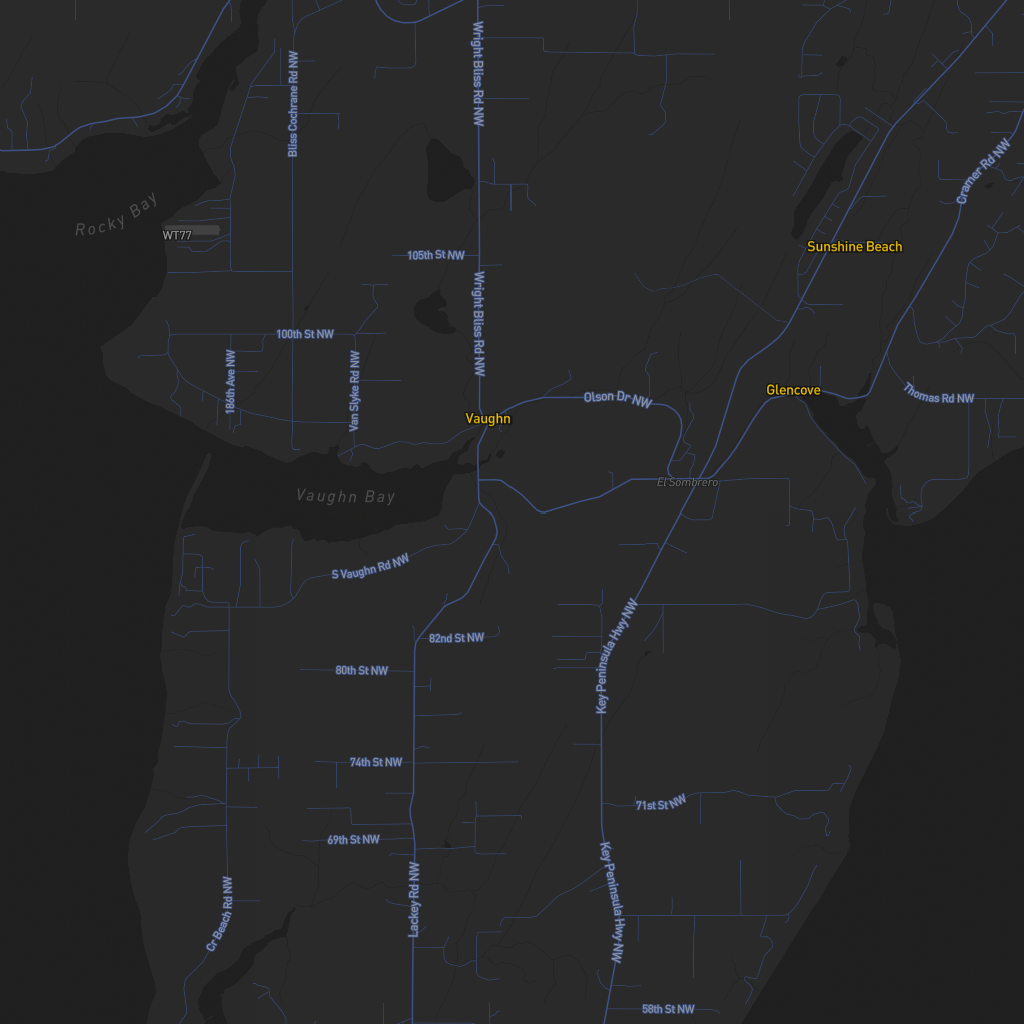 Wright Bliss Rd NW
Bliss Cochrane Rd NW
Cramer Rd NW
Rocky Bay
WT77
Sunshine Beach
105th St NW
Wright Bliss Rd NW
100th St NW
186th Ave NW
Van Slyke Rd NW
Glencove
Olson Dr NW
Thomas Rd NW
Vaughn
El Sombrero
Vaughn Bay
S Vaughn Rd NW
82nd St NW
Key Peninsula Hwy NW
80th St NW
74th St NW
71st St NW
69th St NW
Lackey Rd NW
Key Peninsula Hwy NW
Cr Beach Rd NW
58th St NW